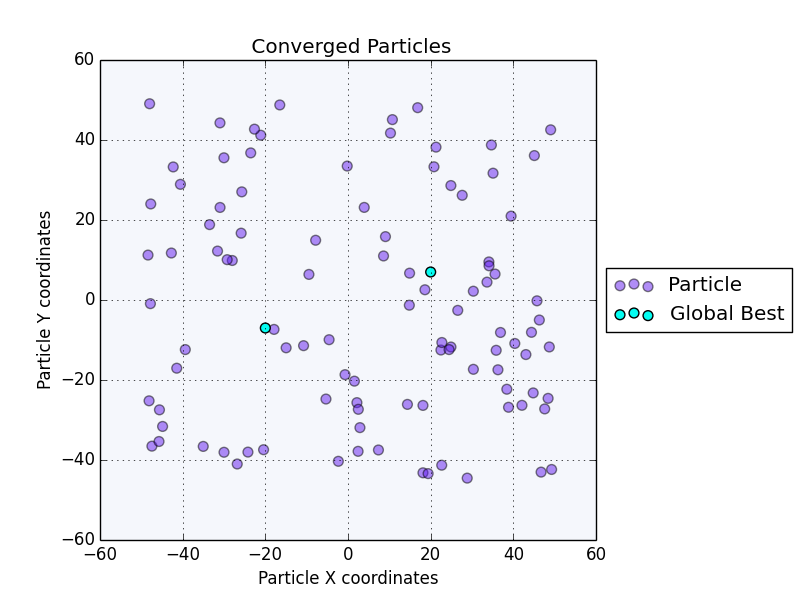 Converged Particles
60
40
20
0
−20
−40
−60
−60 −40 −20 0 20 40 60
Particle X coordinates
Particle Y coordinates
Particle
Global Best